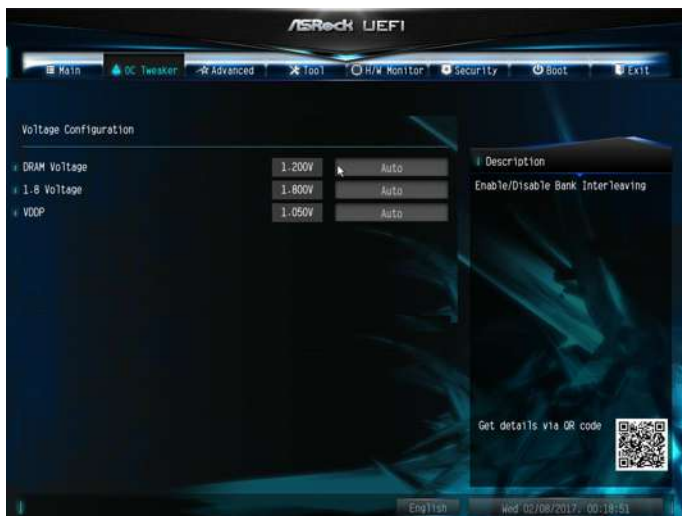 ASRock UEFI
Main OC Tweaker Advanced Tool H/W Monitor Security Boot Exit
Voltage Configuration
DRAM Voltage 1.200V Auto
1.8 Voltage 1.800V Auto
VDDP 1.050V Auto
Description
Enable/Disable Bank Interleaving
Get details via QR code
English
Wed 02/08/2017, 00:18:51